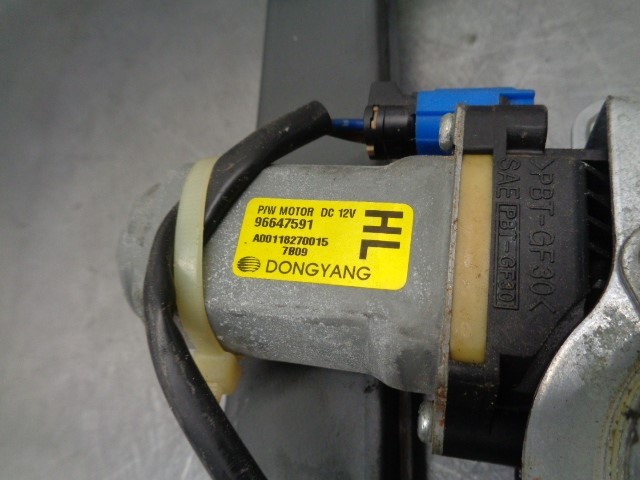 P/W MOTOR DC 12V
96647591
A00118270015
7809
DONGYANG
HL
>PBT-GF30<
SAE PBT-GF30